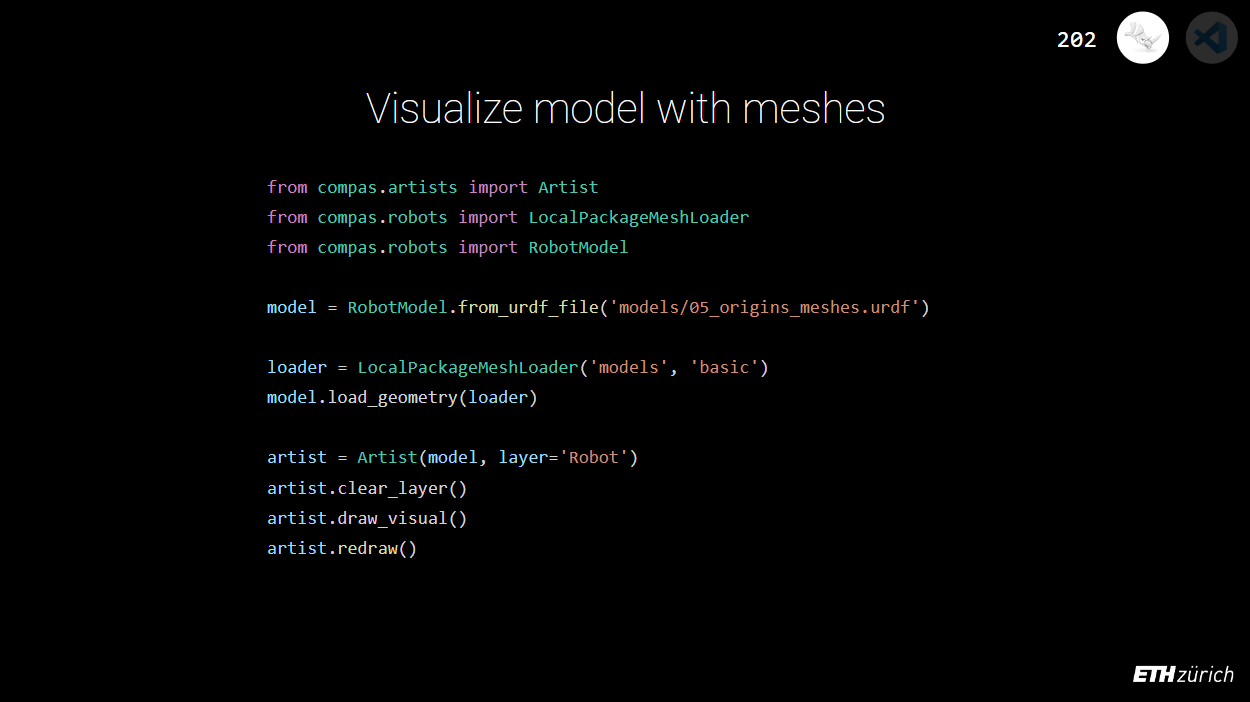 202
Visualize model with meshes
from compas.artists import Artist
from compas.robots import LocalPackageMeshLoader
from compas.robots import RobotModel
model = RobotModel.from_urdf_file('models/05_origins_meshes.urdf')
loader = LocalPackageMeshLoader('models', 'basic')
model.load_geometry(loader)
artist = Artist(model, layer='Robot')
artist.clear_layer()
artist.draw_visual()
artist.redraw()
ETH zürich